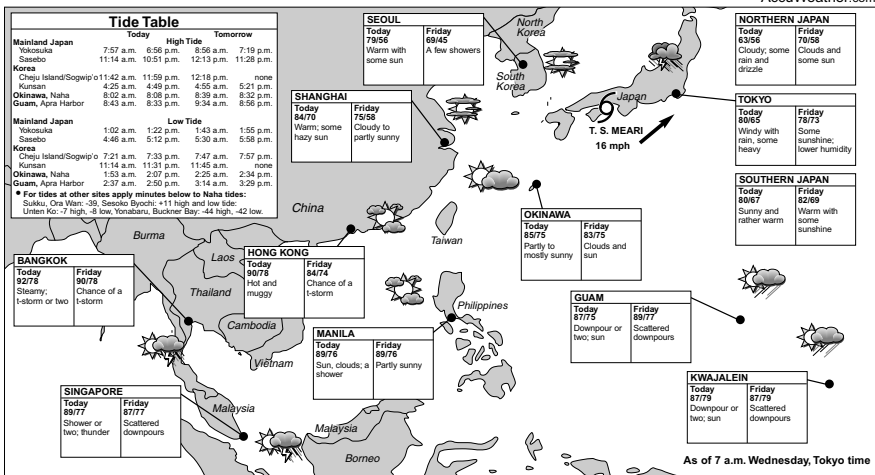 AccuWeather.com
Tide Table
Today Tomorrow
High Tide
Mainland Japan
Yokosuka 7:57 a.m. 6:56 p.m. 8:56 a.m. 7:19 p.m.
Sasebo 11:14 a.m. 10:51 p.m. 12:13 p.m. 11:28 p.m.
Korea
Cheju Island/Sogwip'o 11:42 a.m. 11:59 p.m. 12:18 p.m. none
Kunsan 4:25 a.m. 4:49 p.m. 4:55 a.m. 5:21 p.m.
Okinawa, Naha 8:02 a.m. 8:08 p.m. 8:39 a.m. 8:32 p.m.
Guam, Apra Harbor 8:43 a.m. 8:33 p.m. 9:34 a.m. 8:56 p.m.
Mainland Japan Low Tide
Yokosuka 1:02 a.m. 1:22 p.m. 1:43 a.m. 1:55 p.m.
Sasebo 4:46 a.m. 5:12 p.m. 5:30 a.m. 5:58 p.m.
Korea
Cheju Island/Sogwip'o 7:21 a.m. 7:33 p.m. 7:47 a.m. 7:57 p.m.
Kunsan 11:14 a.m. 11:31 p.m. 11:45 a.m. none
Okinawa, Naha 1:53 a.m. 2:07 p.m. 2:25 a.m. 2:34 p.m.
Guam, Apra Harbor 2:37 a.m. 2:50 p.m. 3:14 a.m. 3:29 p.m.
• For tides at other sites apply minutes below to Naha tides:
Sukku, Ora Wan: -39, Sesoko Byochi: +11 high and low tide:
Unten Ko: -7 high, -8 low, Yonabaru, Buckner Bay: -44 high, -42 low.
SEOUL
Today Friday
79/56 69/45
Warm with A few showers
some sun
North
Korea
South
Korea
NORTHERN JAPAN
Today Friday
63/56 70/58
Cloudy; some Clouds and
rain and some sun
drizzle
SHANGHAI
Today Friday
84/70 75/58
Warm; some Cloudy to
hazy sun partly sunny
Japan
T. S. MEARI
16 mph
TOKYO
Today Friday
80/65 78/73
Windy with Some
rain, some sunshine;
heavy lower humidity
SOUTHERN JAPAN
Today Friday
80/67 82/69
Sunny and Warm with
rather warm some
sunshine
China
Taiwan
OKINAWA
Today Friday
85/75 83/75
Partly to Clouds and
mostly sunny sun
Burma
Laos
BANGKOK
Today Friday
92/78 90/78
Steamy; Chance of a
t-storm or two t-storm
HONG KONG
Today Friday
90/78 84/74
Hot and Chance of a
muggy t-storm
Thailand
Philippines
GUAM
Today Friday
87/75 89/77
Downpour or Scattered
two; sun downpours
Cambodia
Vietnam
MANILA
Today Friday
89/76 89/76
Sun, clouds; a Partly sunny
shower
KWAJALEIN
Today Friday
87/79 87/79
Downpour or Scattered
two; sun downpours
SINGAPORE
Today Friday
89/77 87/77
Shower or Scattered
two; thunder downpours
Malaysia
Malaysia
Borneo
As of 7 a.m. Wednesday, Tokyo time